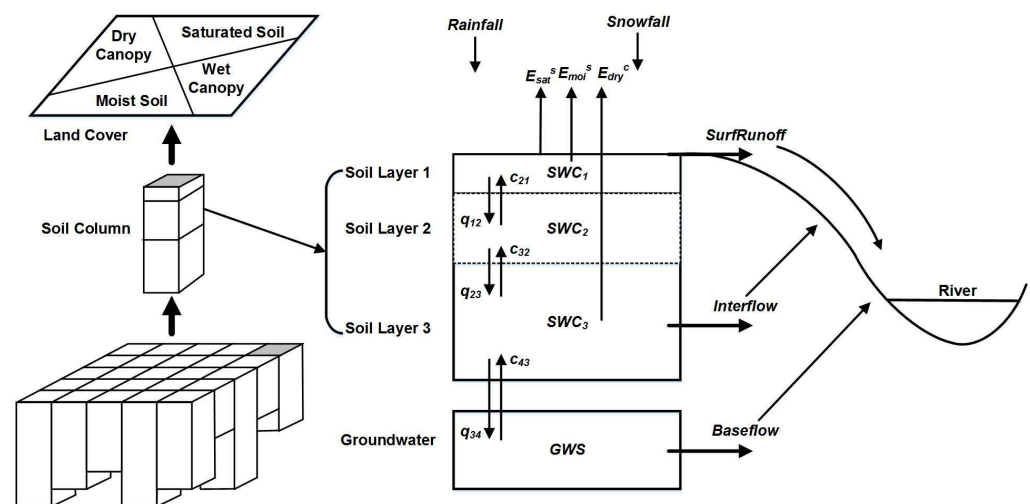 Dry
Canopy
Saturated Soil
Wet
Canopy
Moist Soil
Land Cover
Soil Column
Rainfall
Snowfall
E_sat^s E_moi^s E_dry^c
SurfRunoff
Soil Layer 1
SWC₁
c₂₁
q₁₂
Soil Layer 2
SWC₂
c₃₂
q₂₃
Soil Layer 3
SWC₃
Interflow
River
c₄₃
q₃₄
Groundwater
GWS
Baseflow